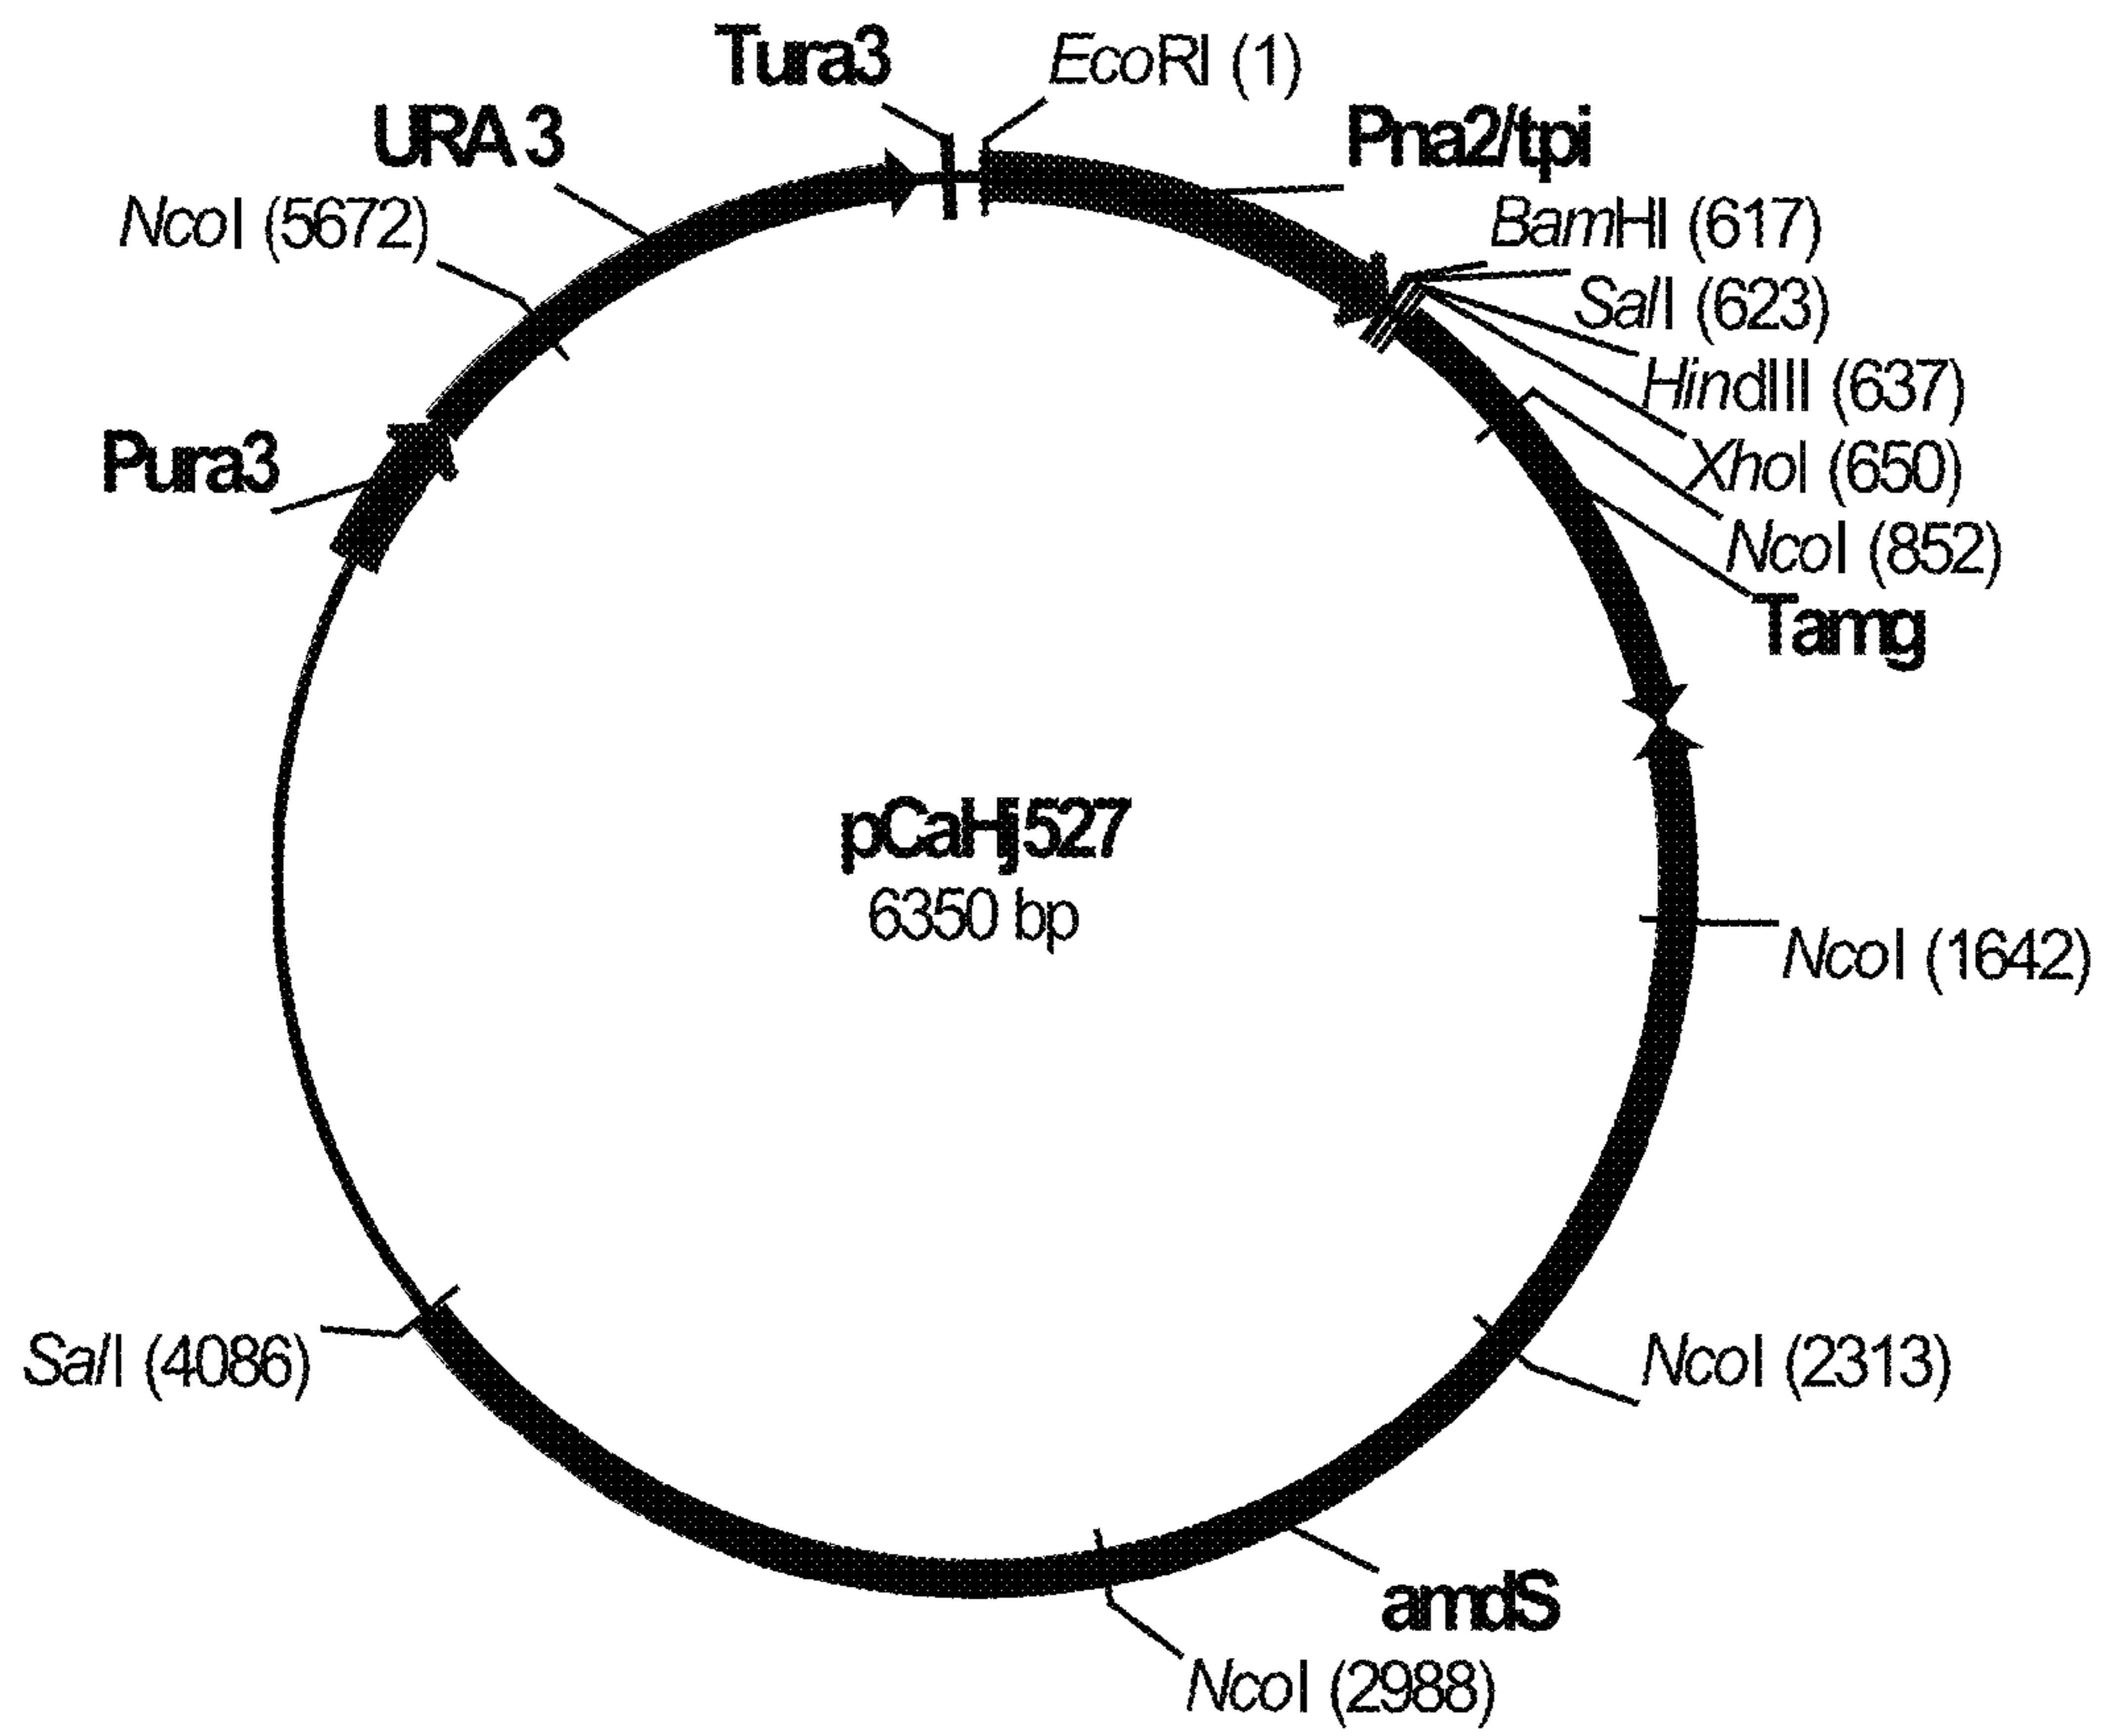 Tura3
EcoRI (1)
URA 3
Pna2/tpi
NcoI (5672)
BamHI (617)
SalI (623)
HindIII (637)
Pura3
XhoI (650)
NcoI (852)
Tamg
pCaHj527
6350 bp
NcoI (1642)
SalI (4086)
NcoI (2313)
amdS
NcoI (2988)